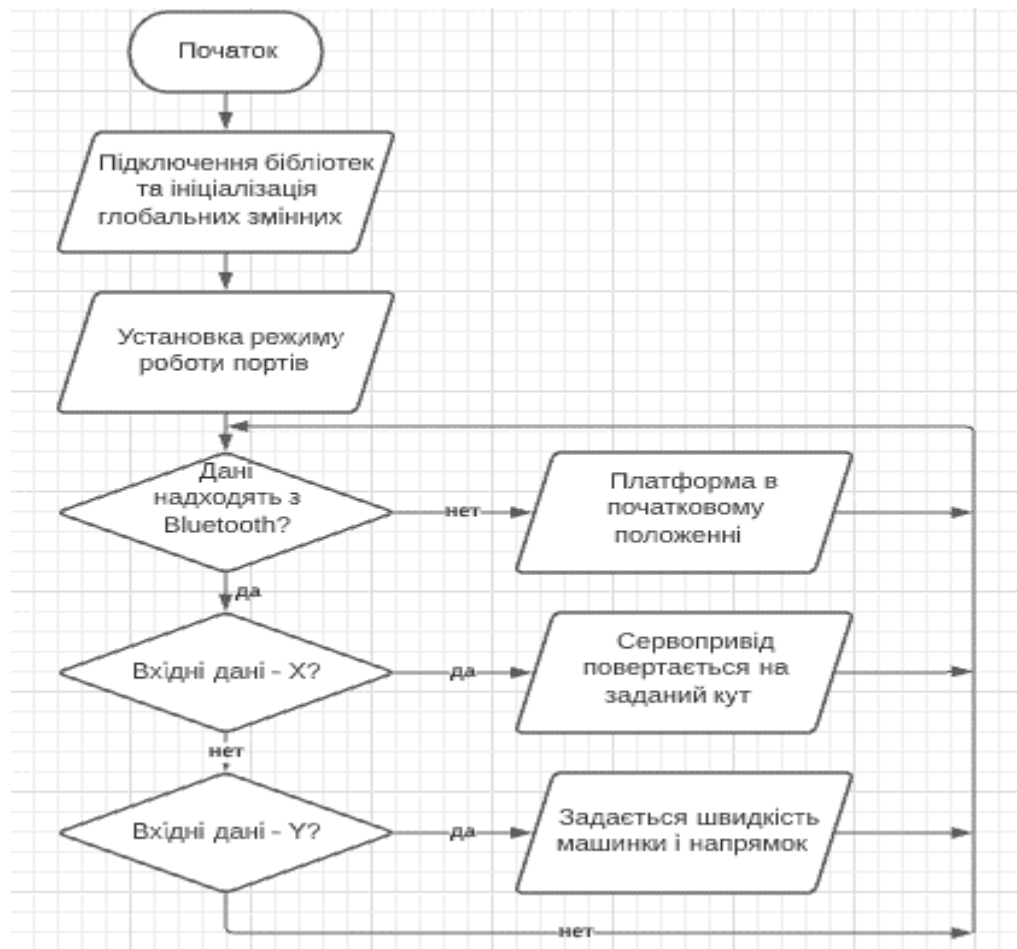 Початок
Підключення бібліотек
та ініціалізація
глобальних змінних
Установка режиму
роботи портів
Дані
надходять з
Bluetooth?
нет
Платформа в
початковому
положенні
да
Вхідні дані - X?
да
Сервопривід
повертається на
заданий кут
нет
Вхідні дані - Y?
да
Задається швидкість
машинки і напрямок
нет